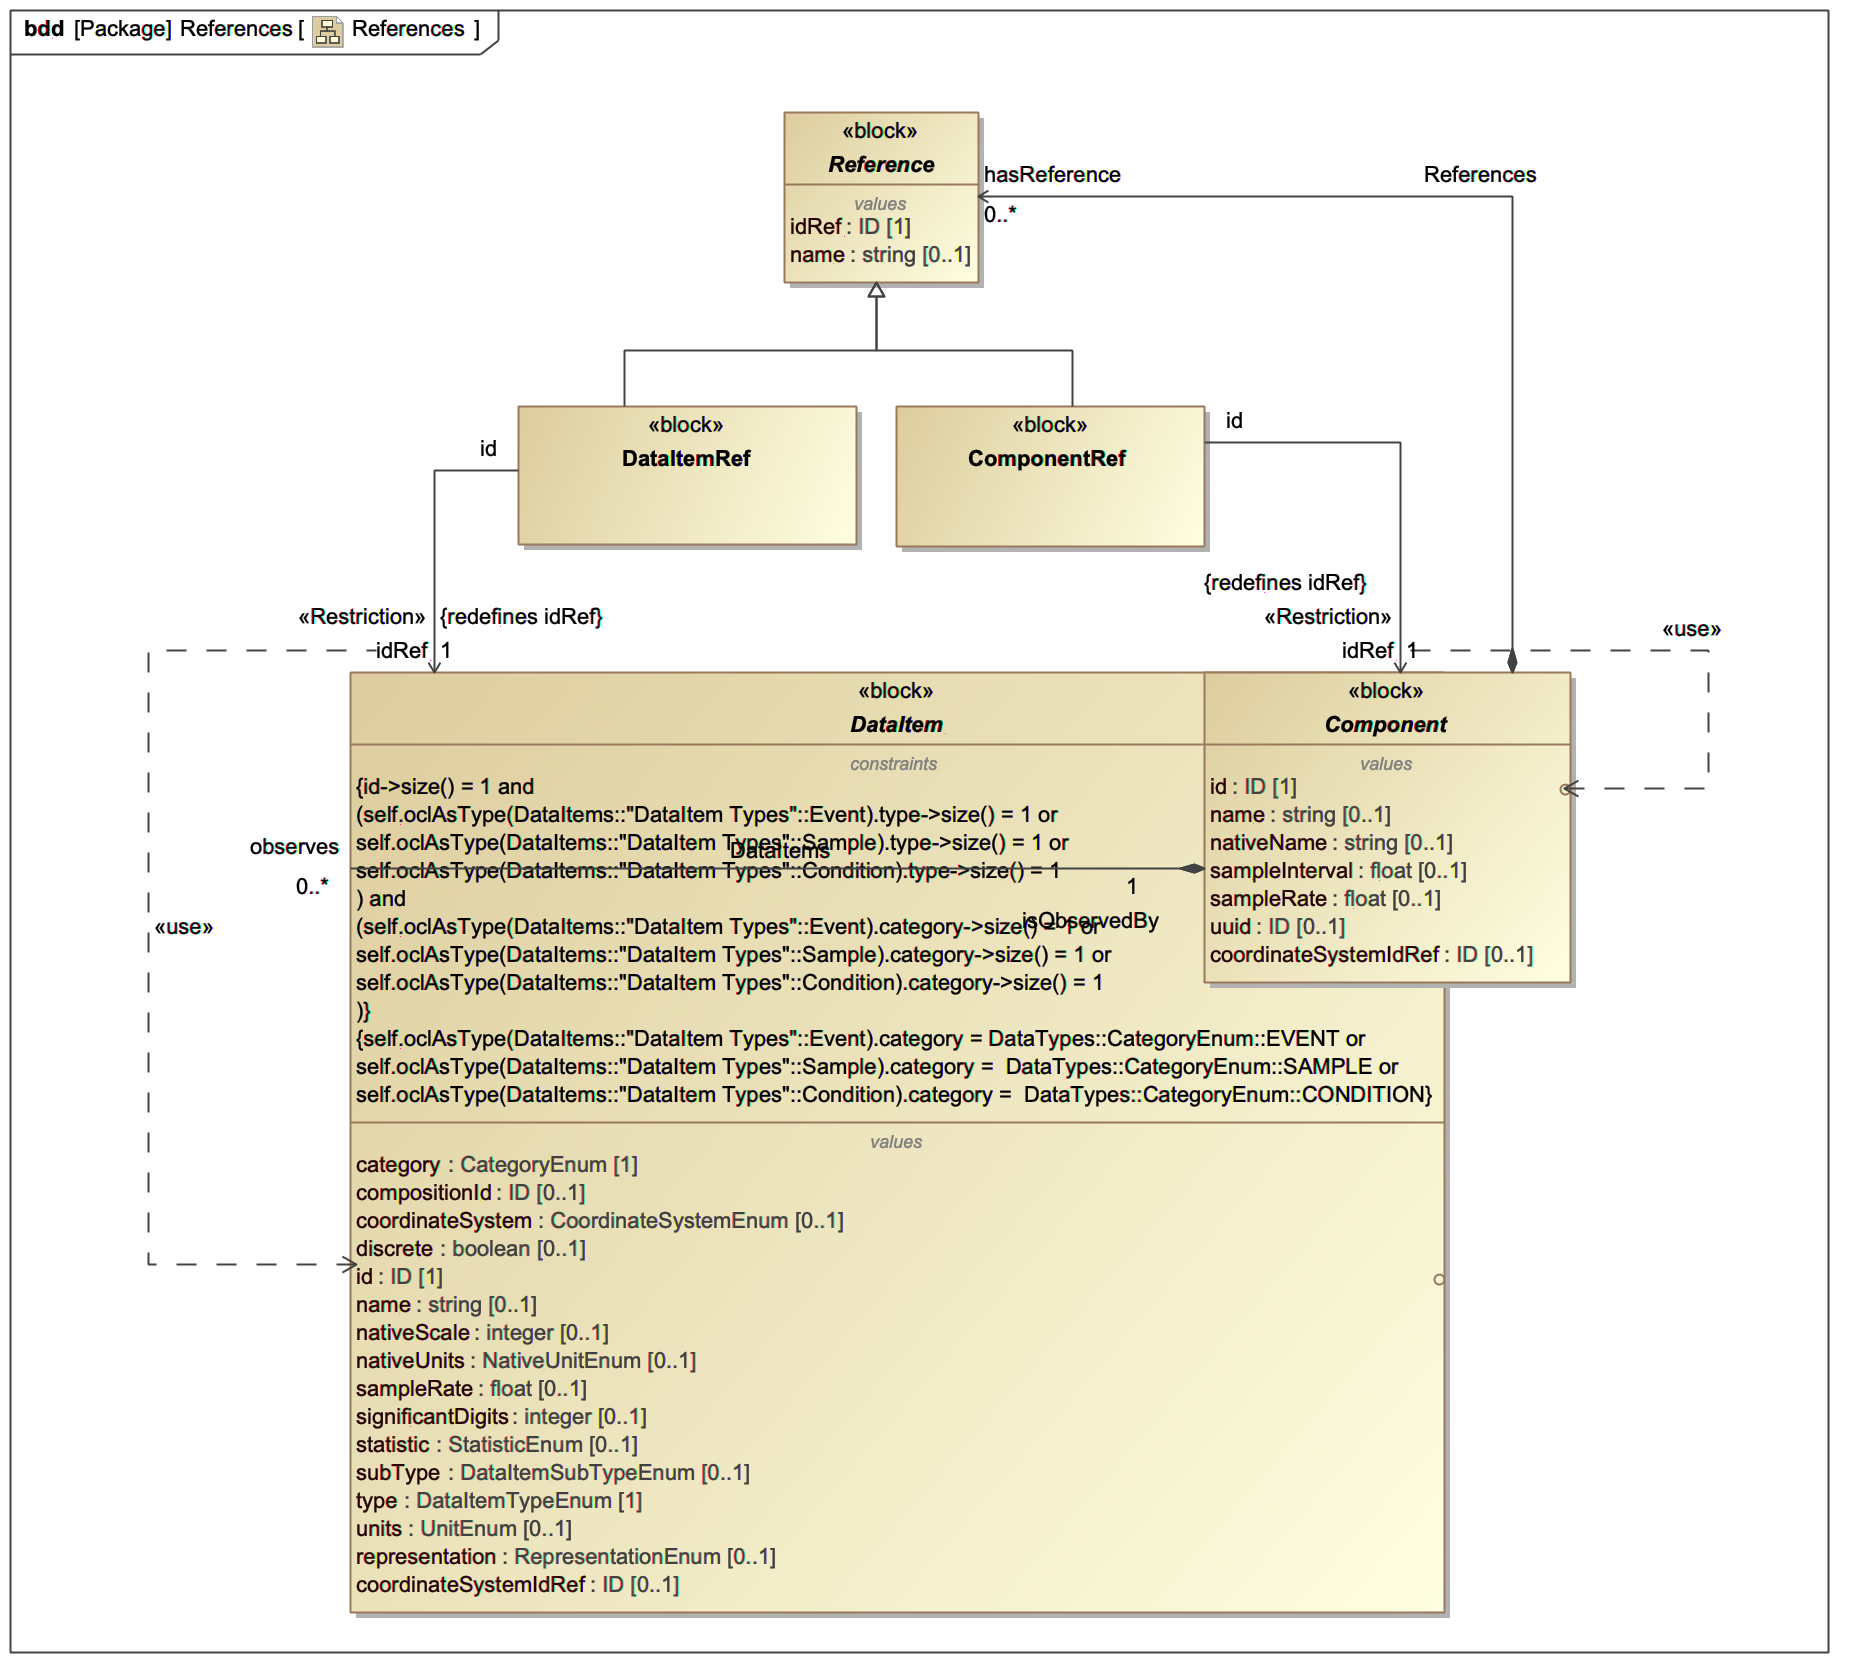 bdd [Package] References [ References ]
«block»
Reference
values
idRef : ID [1]
name : string [0..1]
hasReference
0..*
References
«block»
DataItemRef
«block»
ComponentRef
id
id
«Restriction»
{redefines idRef}
idRef
1
{redefines idRef}
«Restriction»
idRef
1
«use»
«use»
«block»
DataItem
constraints
{id->size() = 1 and
(self.oclAsType(DataItems::"DataItem Types"::Event).type->size() = 1 or
self.oclAsType(DataItems::"DataItem Types"::Sample).type->size() = 1 or
self.oclAsType(DataItems::"DataItem Types"::Condition).type->size() = 1
) and
(self.oclAsType(DataItems::"DataItem Types"::Event).category->size() = 1 or
self.oclAsType(DataItems::"DataItem Types"::Sample).category->size() = 1 or
self.oclAsType(DataItems::"DataItem Types"::Condition).category->size() = 1
)}
{self.oclAsType(DataItems::"DataItem Types"::Event).category = DataTypes::CategoryEnum::EVENT or
self.oclAsType(DataItems::"DataItem Types"::Sample).category =  DataTypes::CategoryEnum::SAMPLE or
self.oclAsType(DataItems::"DataItem Types"::Condition).category =  DataTypes::CategoryEnum::CONDITION}
values
category : CategoryEnum [1]
compositionId : ID [0..1]
coordinateSystem : CoordinateSystemEnum [0..1]
discrete : boolean [0..1]
id : ID [1]
name : string [0..1]
nativeScale : integer [0..1]
nativeUnits : NativeUnitEnum [0..1]
sampleRate : float [0..1]
significantDigits : integer [0..1]
statistic : StatisticEnum [0..1]
subType : DataItemSubTypeEnum [0..1]
type : DataItemTypeEnum [1]
units : UnitEnum [0..1]
representation : RepresentationEnum [0..1]
coordinateSystemIdRef : ID [0..1]
observes
0..*
DataItems
1
isObservedBy
«block»
Component
values
id : ID [1]
name : string [0..1]
nativeName : string [0..1]
sampleInterval : float [0..1]
sampleRate : float [0..1]
uuid : ID [0..1]
coordinateSystemIdRef : ID [0..1]